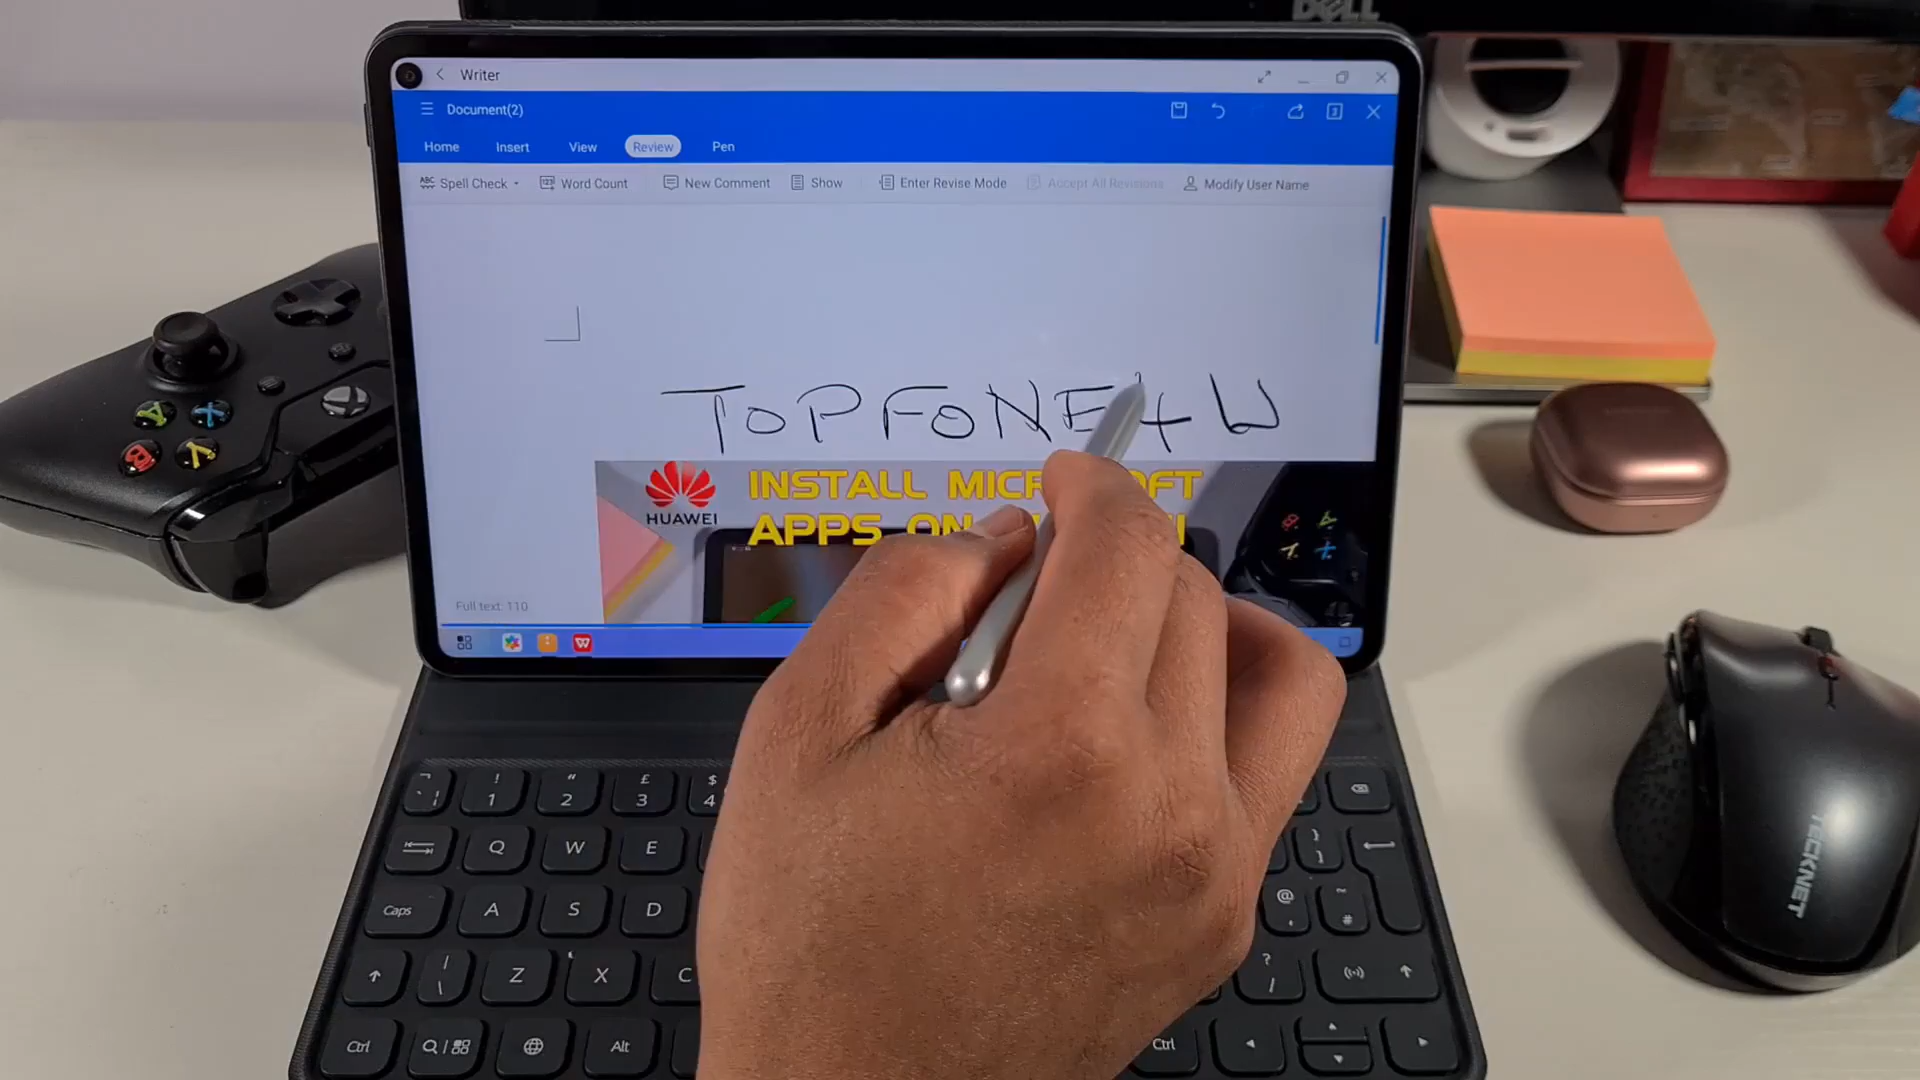 DELL
Writer
Document(2)
Home Insert View Review Pen
ABC Spell Check 123 Word Count New Comment Show Enter Revise Mode Accept All Revisions Modify User Name
TOPFONE4U
HUAWEI
INSTALL
APPS ON
Full text: 110
! 1 " 2 £ 3 $ 4
Q W E
Caps A S D @ ~ #
| \ Z X C ? /
Ctrl Alt Ctrl
A X B Y
TECKNET